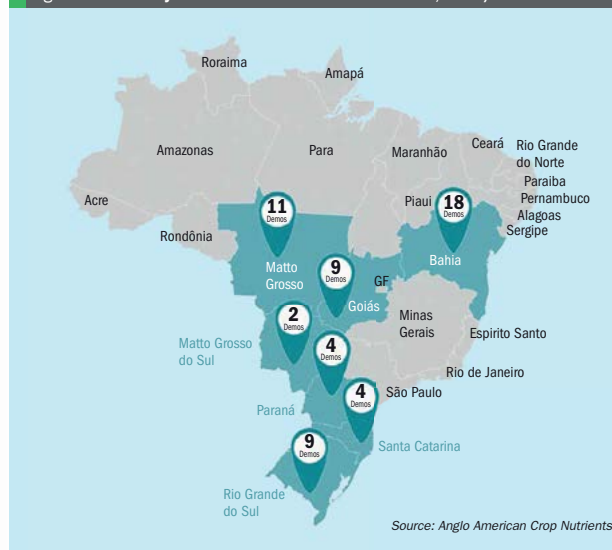 Roraima
Amapá
Amazonas
Para
Maranhão
Ceará
Rio Grande
do Norte
Paraiba
Pernambuco
Alagoas
Sergipe
Piaui
Acre
Rondônia
11
Demos
18
Demos
Matto
Grosso
9
Demos
GF
Bahia
Goiás
2
Demos
Minas
Gerais
Matto Grosso
do Sul
4
Demos
Espirito Santo
Rio de Janeiro
4
Demos
São Paulo
Paraná
9
Demos
Santa Catarina
Rio Grande
do Sul
Source: Anglo American Crop Nutrients